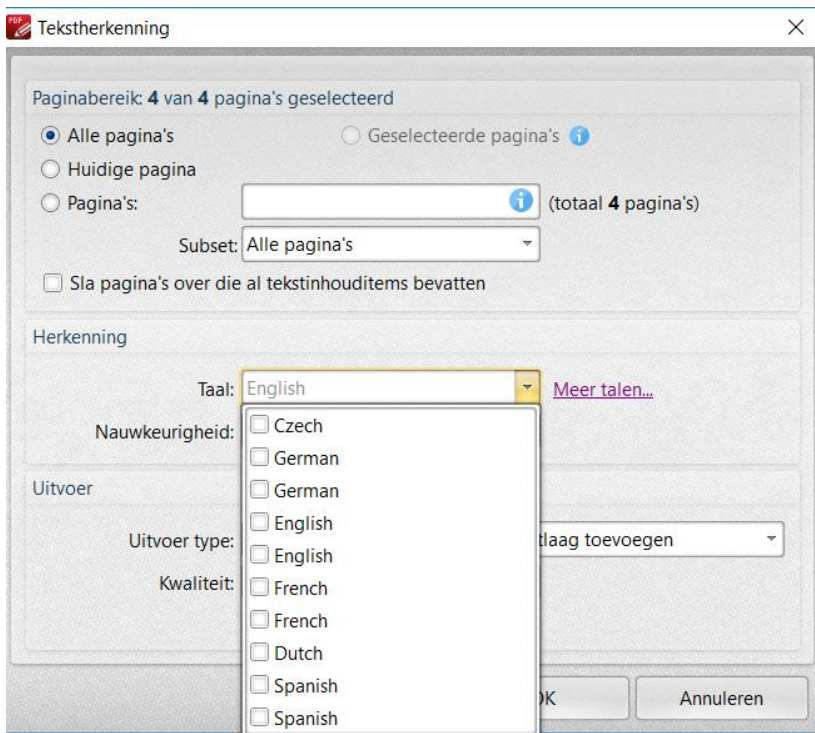 PDF
Tekstherkenning
Paginabereik: 4 van 4 pagina's geselecteerd
Alle pagina's
Geselecteerde pagina's
Huidige pagina
Pagina's:
(totaal 4 pagina's)
Subset: Alle pagina's
Sla pagina's over die al tekstinhouditems bevatten
Herkenning
Taal: English
Meer talen...
Nauwkeurigheid:
Czech
German
German
English
English
French
French
Dutch
Spanish
Spanish
Uitvoer
Uitvoer type:
tlaag toevoegen
Kwaliteit:
Annuleren